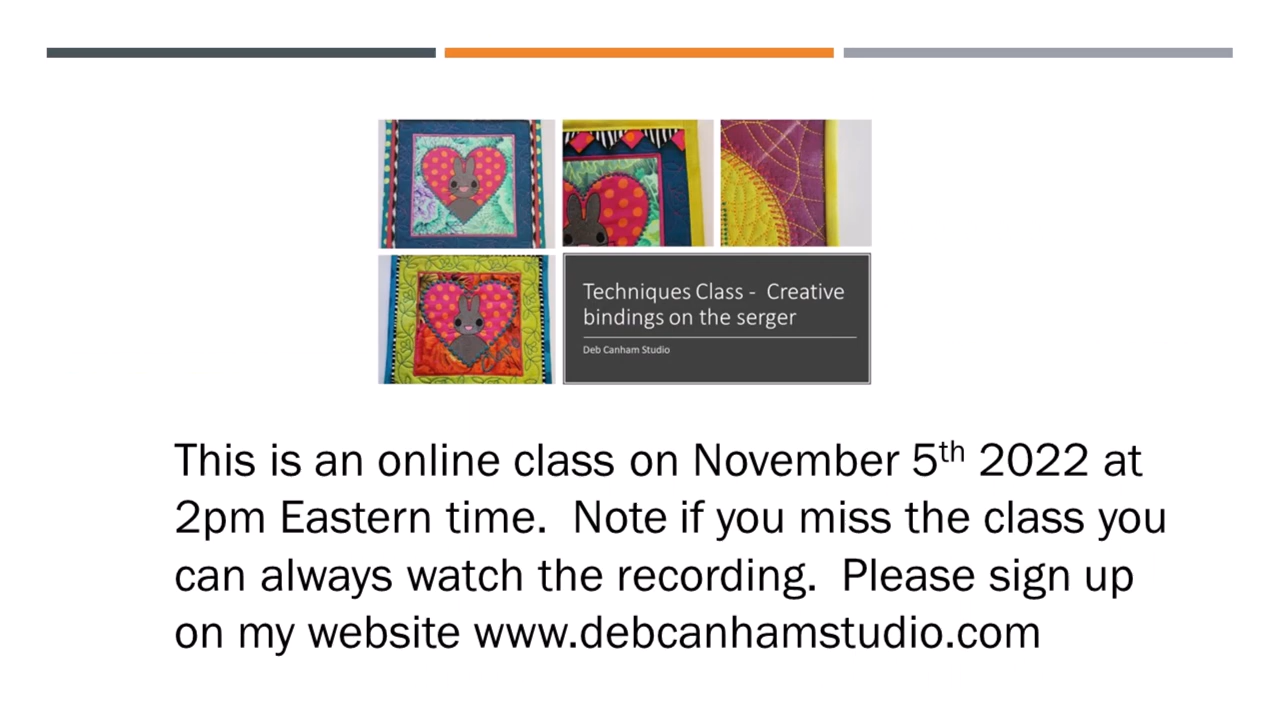 Techniques Class -  Creative
bindings on the serger
Deb Canham Studio
This is an online class on November 5th 2022 at
2pm Eastern time.  Note if you miss the class you
can always watch the recording.  Please sign up
on my website www.debcanhamstudio.com